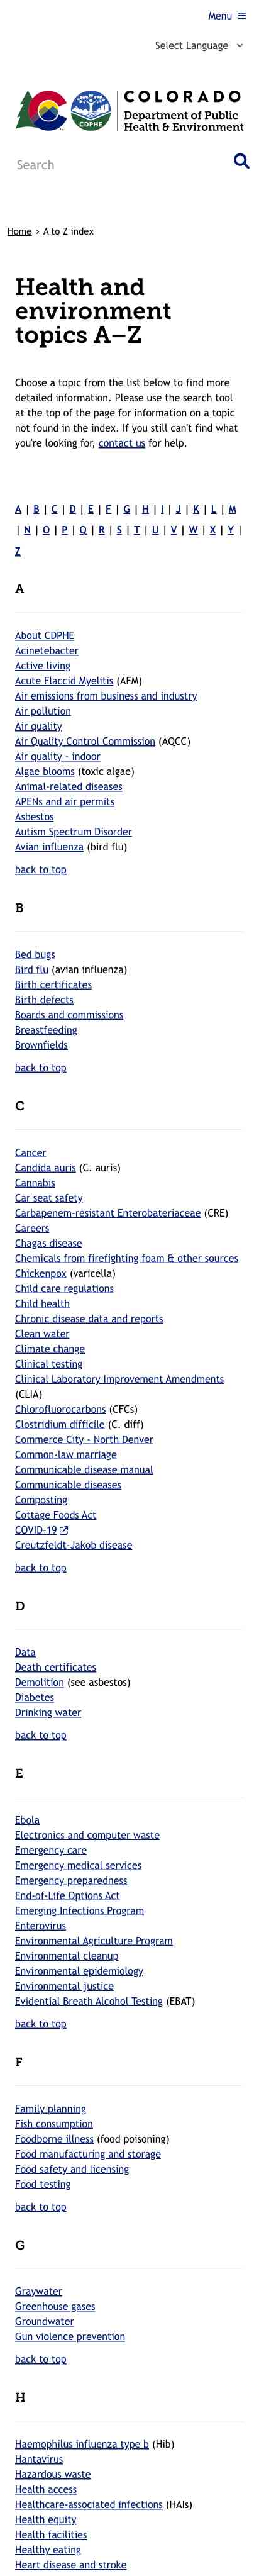 Menu
Select Language
COLORADO
Department of Public
Health & Environment
CDPHE
TM
Search
Home › A to Z index
Health and
environment
topics A–Z
Choose a topic from the list below to find more
detailed information. Please use the search tool
at the top of the page for information on a topic
not found in the index. If you still can't find what
you're looking for, contact us for help.
A | B | C | D | E | F | G | H | I | J | K | L | M
| N | O | P | Q | R | S | T | U | V | W | X | Y |
Z
A
About CDPHE
Acinetebacter
Active living
Acute Flaccid Myelitis (AFM)
Air emissions from business and industry
Air pollution
Air quality
Air Quality Control Commission (AQCC)
Air quality - indoor
Algae blooms (toxic algae)
Animal-related diseases
APENs and air permits
Asbestos
Autism Spectrum Disorder
Avian influenza (bird flu)
back to top
B
Bed bugs
Bird flu (avian influenza)
Birth certificates
Birth defects
Boards and commissions
Breastfeeding
Brownfields
back to top
C
Cancer
Candida auris (C. auris)
Cannabis
Car seat safety
Carbapenem-resistant Enterobateriaceae (CRE)
Careers
Chagas disease
Chemicals from firefighting foam & other sources
Chickenpox (varicella)
Child care regulations
Child health
Chronic disease data and reports
Clean water
Climate change
Clinical testing
Clinical Laboratory Improvement Amendments
(CLIA)
Chlorofluorocarbons (CFCs)
Clostridium difficile (C. diff)
Commerce City - North Denver
Common-law marriage
Communicable disease manual
Communicable diseases
Composting
Cottage Foods Act
COVID-19
Creutzfeldt-Jakob disease
back to top
D
Data
Death certificates
Demolition (see asbestos)
Diabetes
Drinking water
back to top
E
Ebola
Electronics and computer waste
Emergency care
Emergency medical services
Emergency preparedness
End-of-Life Options Act
Emerging Infections Program
Enterovirus
Environmental Agriculture Program
Environmental cleanup
Environmental epidemiology
Environmental justice
Evidential Breath Alcohol Testing (EBAT)
back to top
F
Family planning
Fish consumption
Foodborne illness (food poisoning)
Food manufacturing and storage
Food safety and licensing
Food testing
back to top
G
Graywater
Greenhouse gases
Groundwater
Gun violence prevention
back to top
H
Haemophilus influenza type b (Hib)
Hantavirus
Hazardous waste
Health access
Healthcare-associated infections (HAIs)
Health equity
Health facilities
Healthy eating
Heart disease and stroke